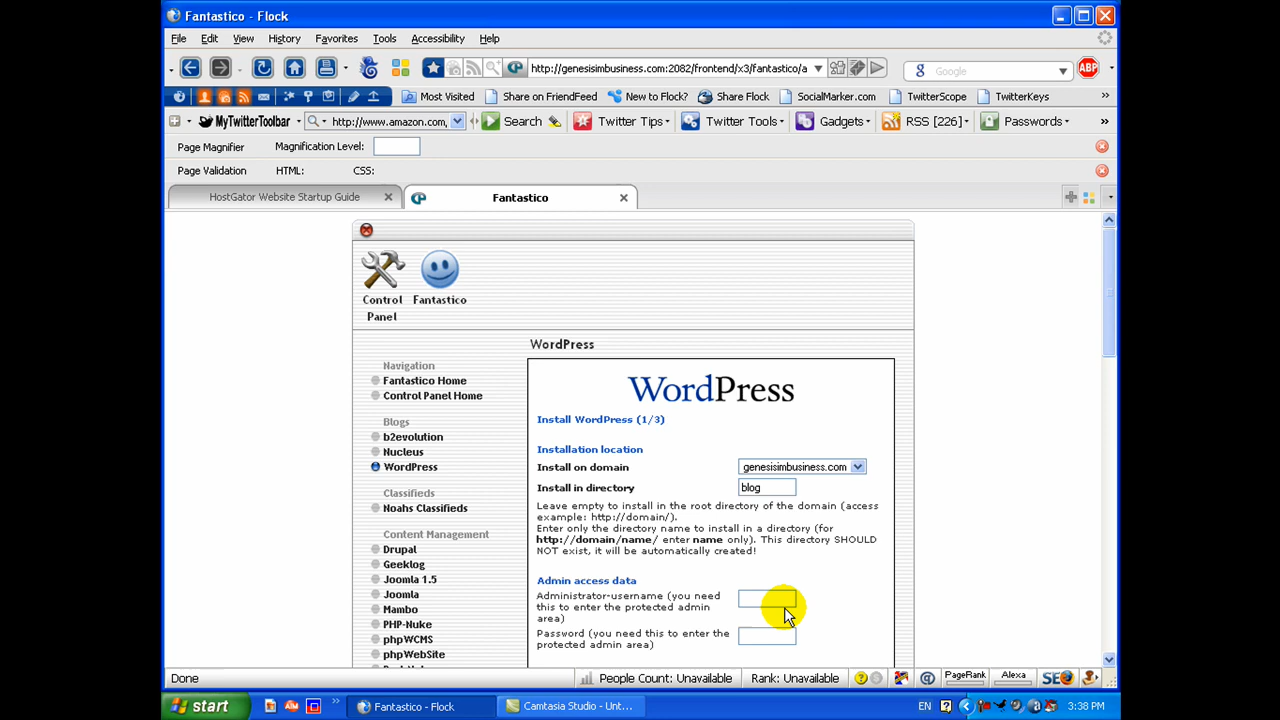 Fantastico - Flock
File Edit View History Favorites Tools Accessibility Help
http://genesisimbusiness.com:2082/frontend/x3/fantastico/a Google ABP
Most Visited Share on FriendFeed New to Flock? Share Flock SocialMarker.com TwitterScope TwitterKeys
MyTwitterToolbar http://www.amazon.com, Search Twitter Tips Twitter Tools Gadgets RSS [226] Passwords
Page Magnifier Magnification Level:
Page Validation HTML: CSS:
HostGator Website Startup Guide Fantastico
Control Panel
Fantastico
WordPress
Navigation
Fantastico Home
Control Panel Home
Blogs
b2evolution
Nucleus
WordPress
Classifieds
Noahs Classifieds
Content Management
Drupal
Geeklog
Joomla 1.5
Joomla
Mambo
PHP-Nuke
phpWCMS
phpWebSite
WordPress
Install WordPress (1/3)
Installation location
Install on domain genesisimbusiness.com
Install in directory blog
Leave empty to install in the root directory of the domain (access
example: http://domain/).
Enter only the directory name to install in a directory (for
http://domain/name/ enter name only). This directory SHOULD
NOT exist, it will be automatically created!
Admin access data
Administrator-username (you need
this to enter the protected admin
area)
Password (you need this to enter the
protected admin area)
Done People Count: Unavailable Rank: Unavailable PageRank Alexa SEO
start Fantastico - Flock Camtasia Studio - Unt... EN 3:38 PM